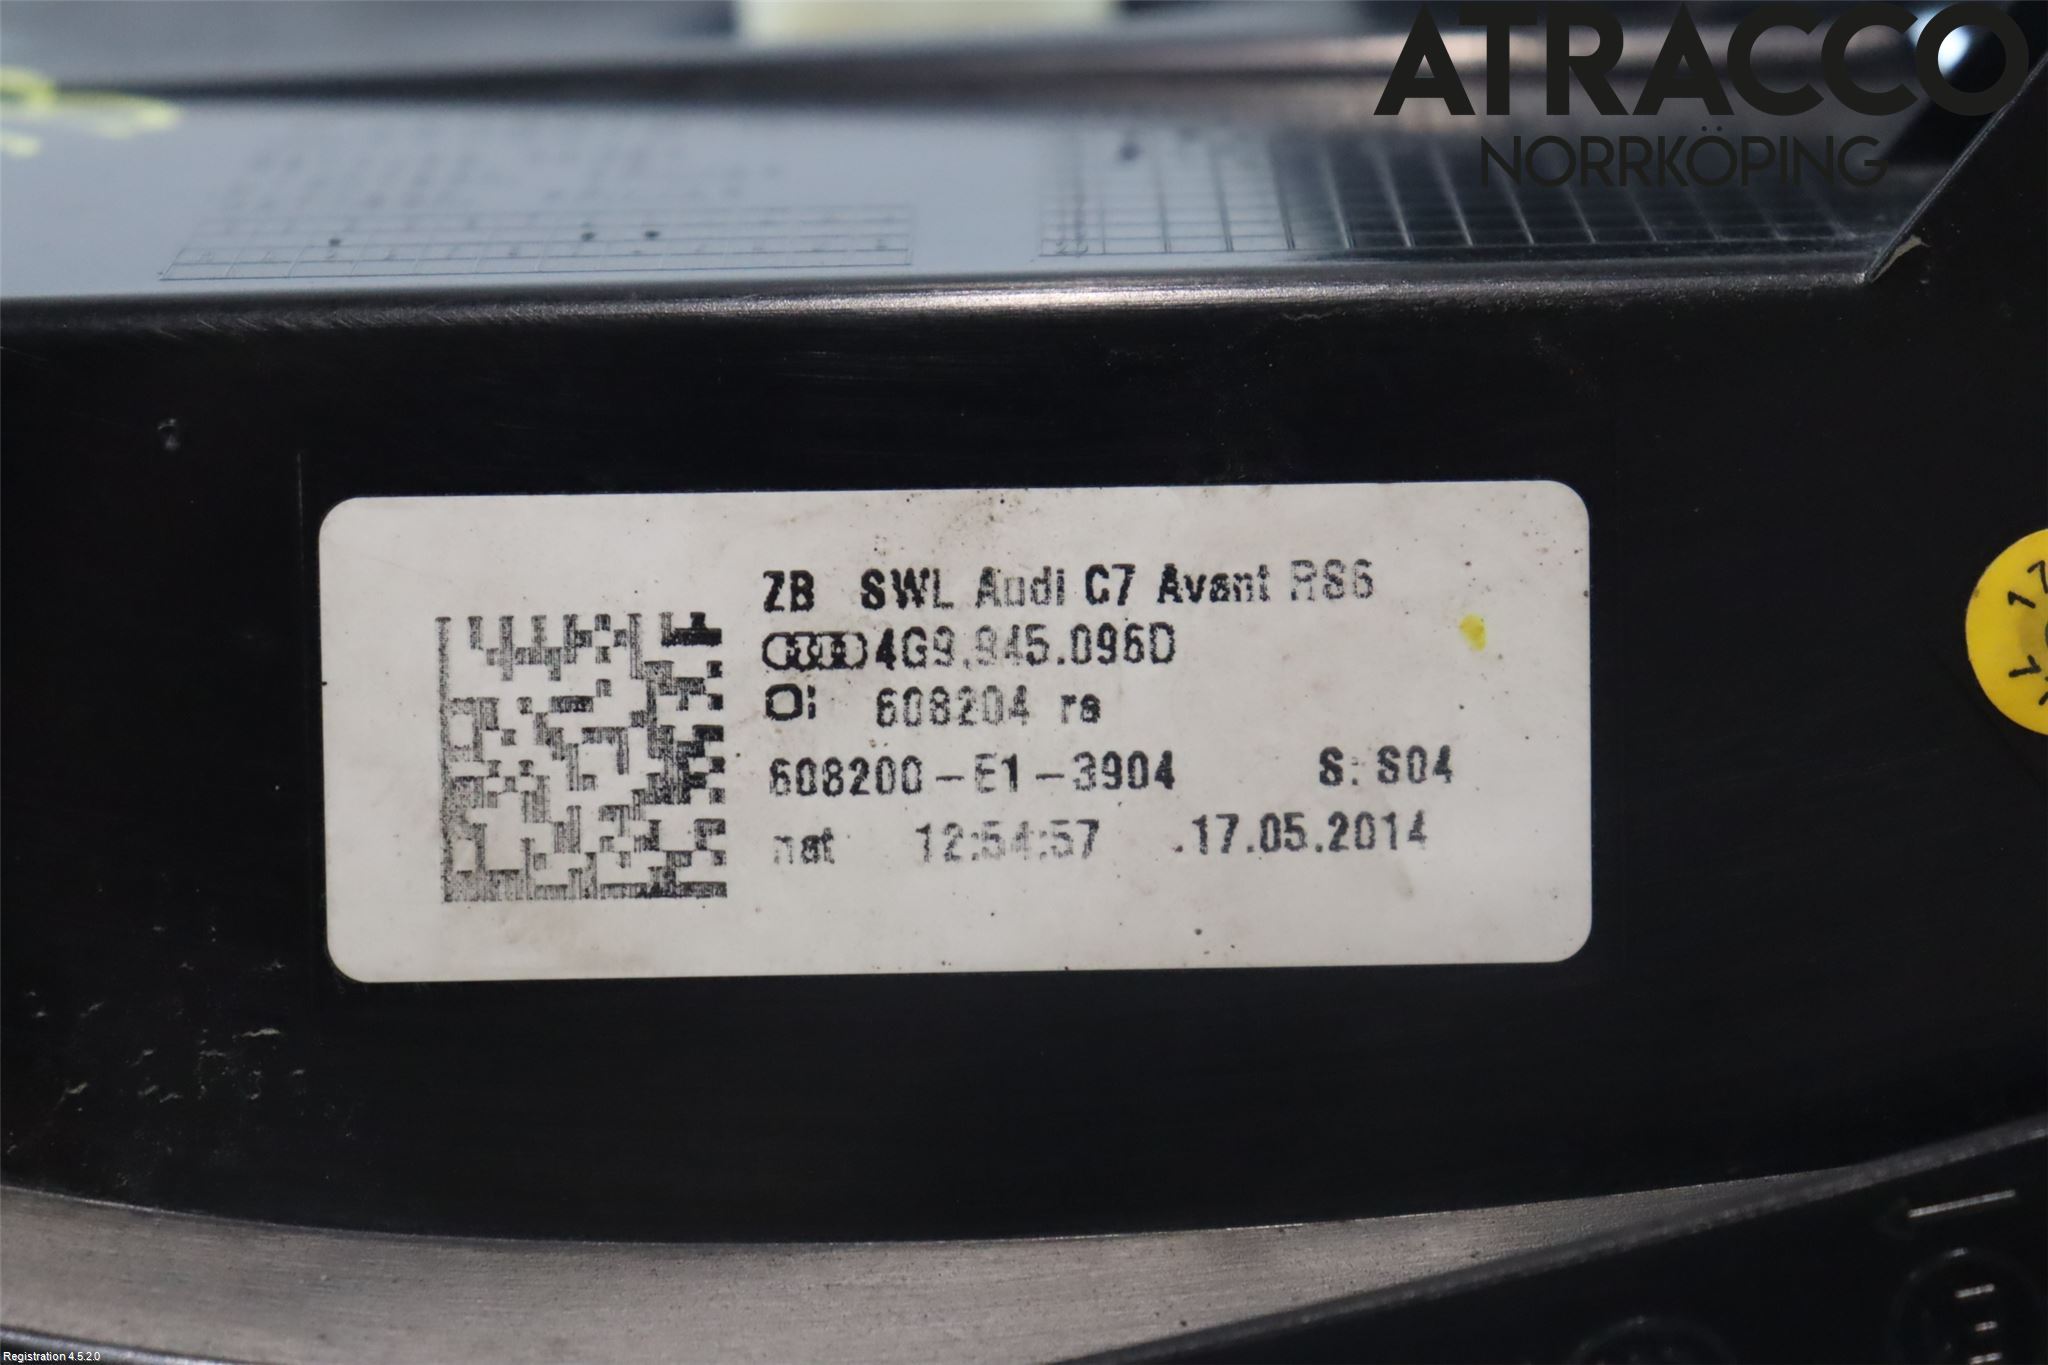 ATRACCO
NORRKÖPING
ZB SWL Audi C7 Avant RS6
4G9.945.096D
608204 rs
608200-E1-3904 S: S04
nat 12:54:57 .17.05.2014
Registration 4.5.2.0